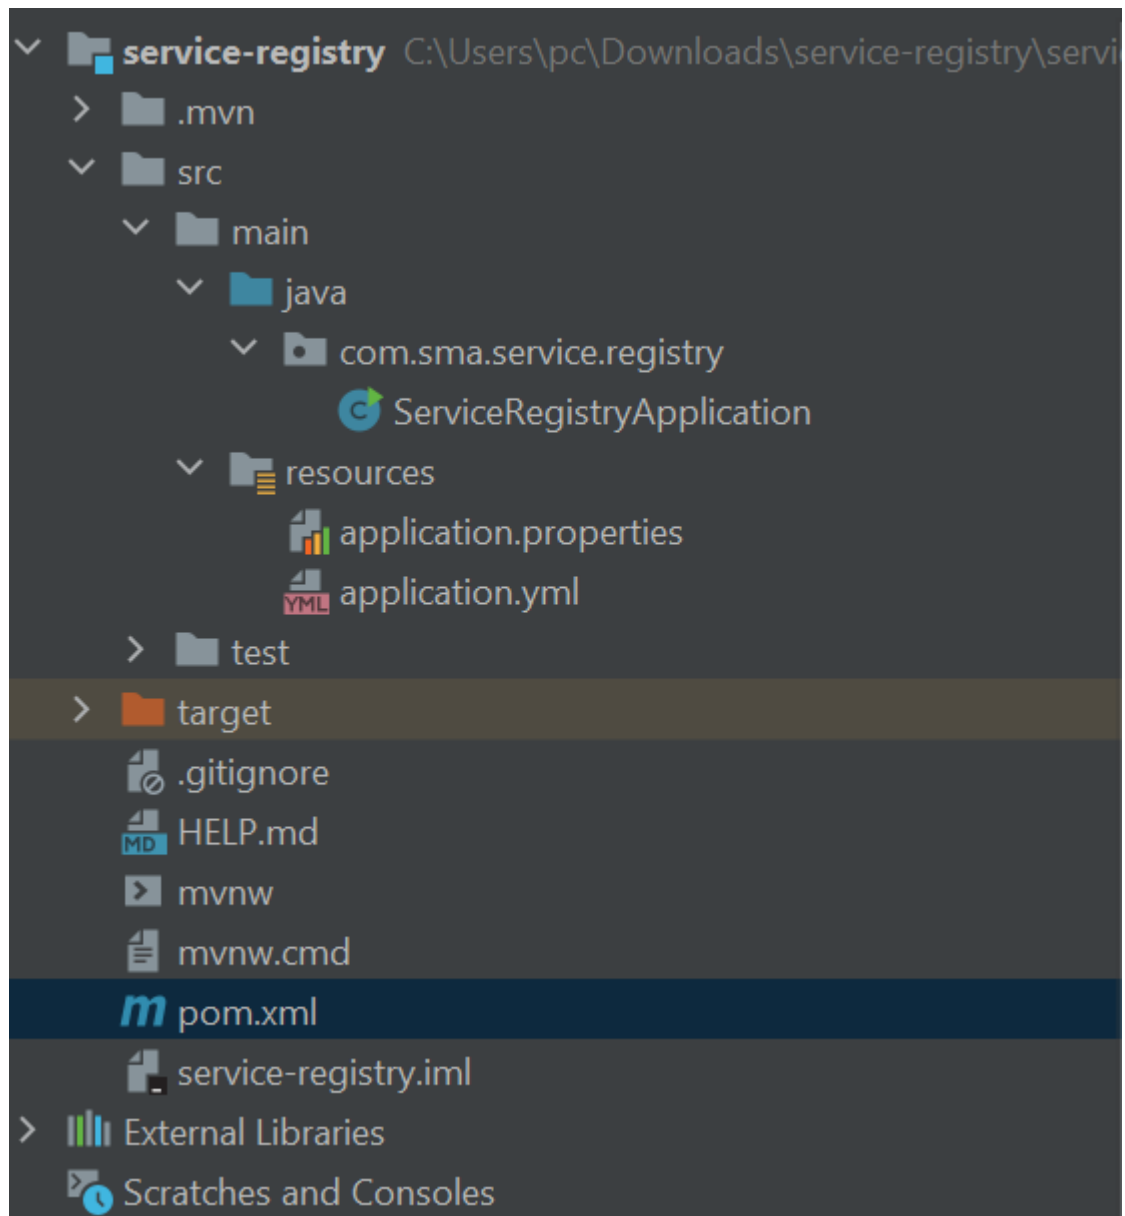 service-registry C:\Users\pc\Downloads\service-registry\servi
.mvn
src
main
java
com.sma.service.registry
C ServiceRegistryApplication
resources
application.properties
YML application.yml
test
target
.gitignore
MD HELP.md
mvnw
mvnw.cmd
m pom.xml
service-registry.iml
External Libraries
Scratches and Consoles